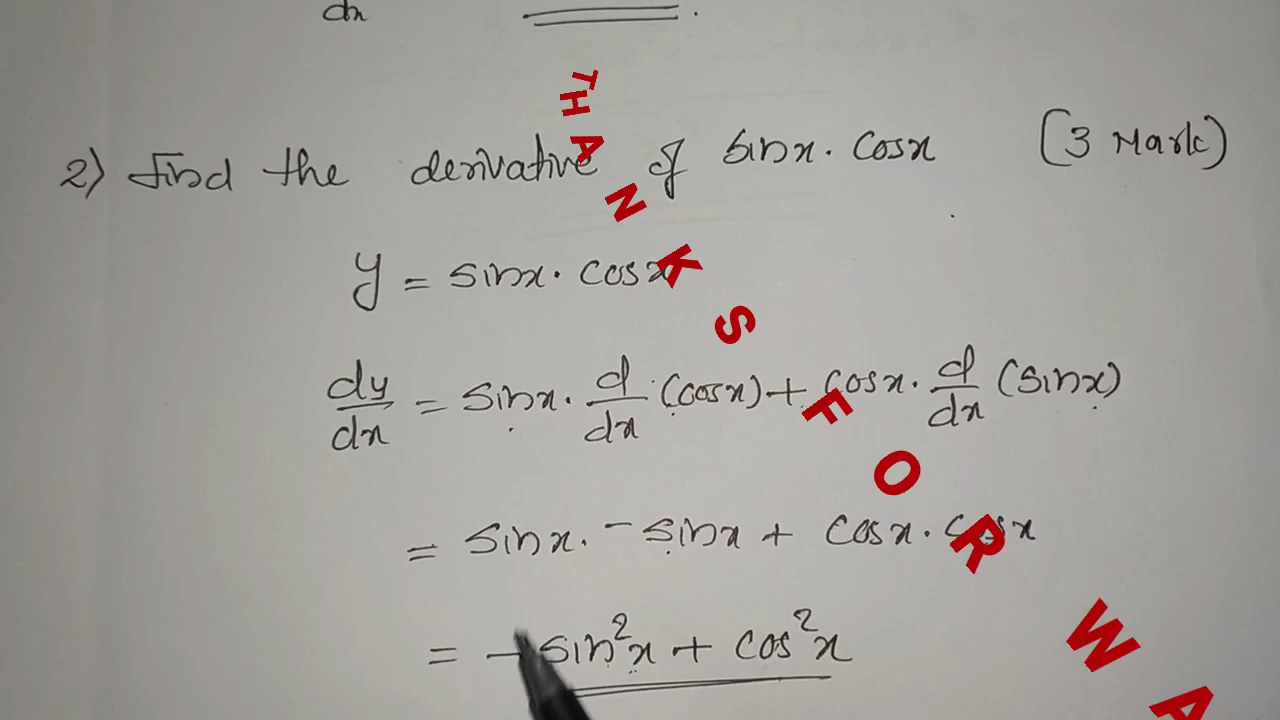 dx
2) Find the derivative of sinx. cosx (3 Mark)
y = sinx. cosx
dy/dx = sinx. d/dx (cosx) + cosx. d/dx (sinx)
= sinx. -sinx + cosx. cosx
= -sin²x + cos²x
THANKS FOR WA